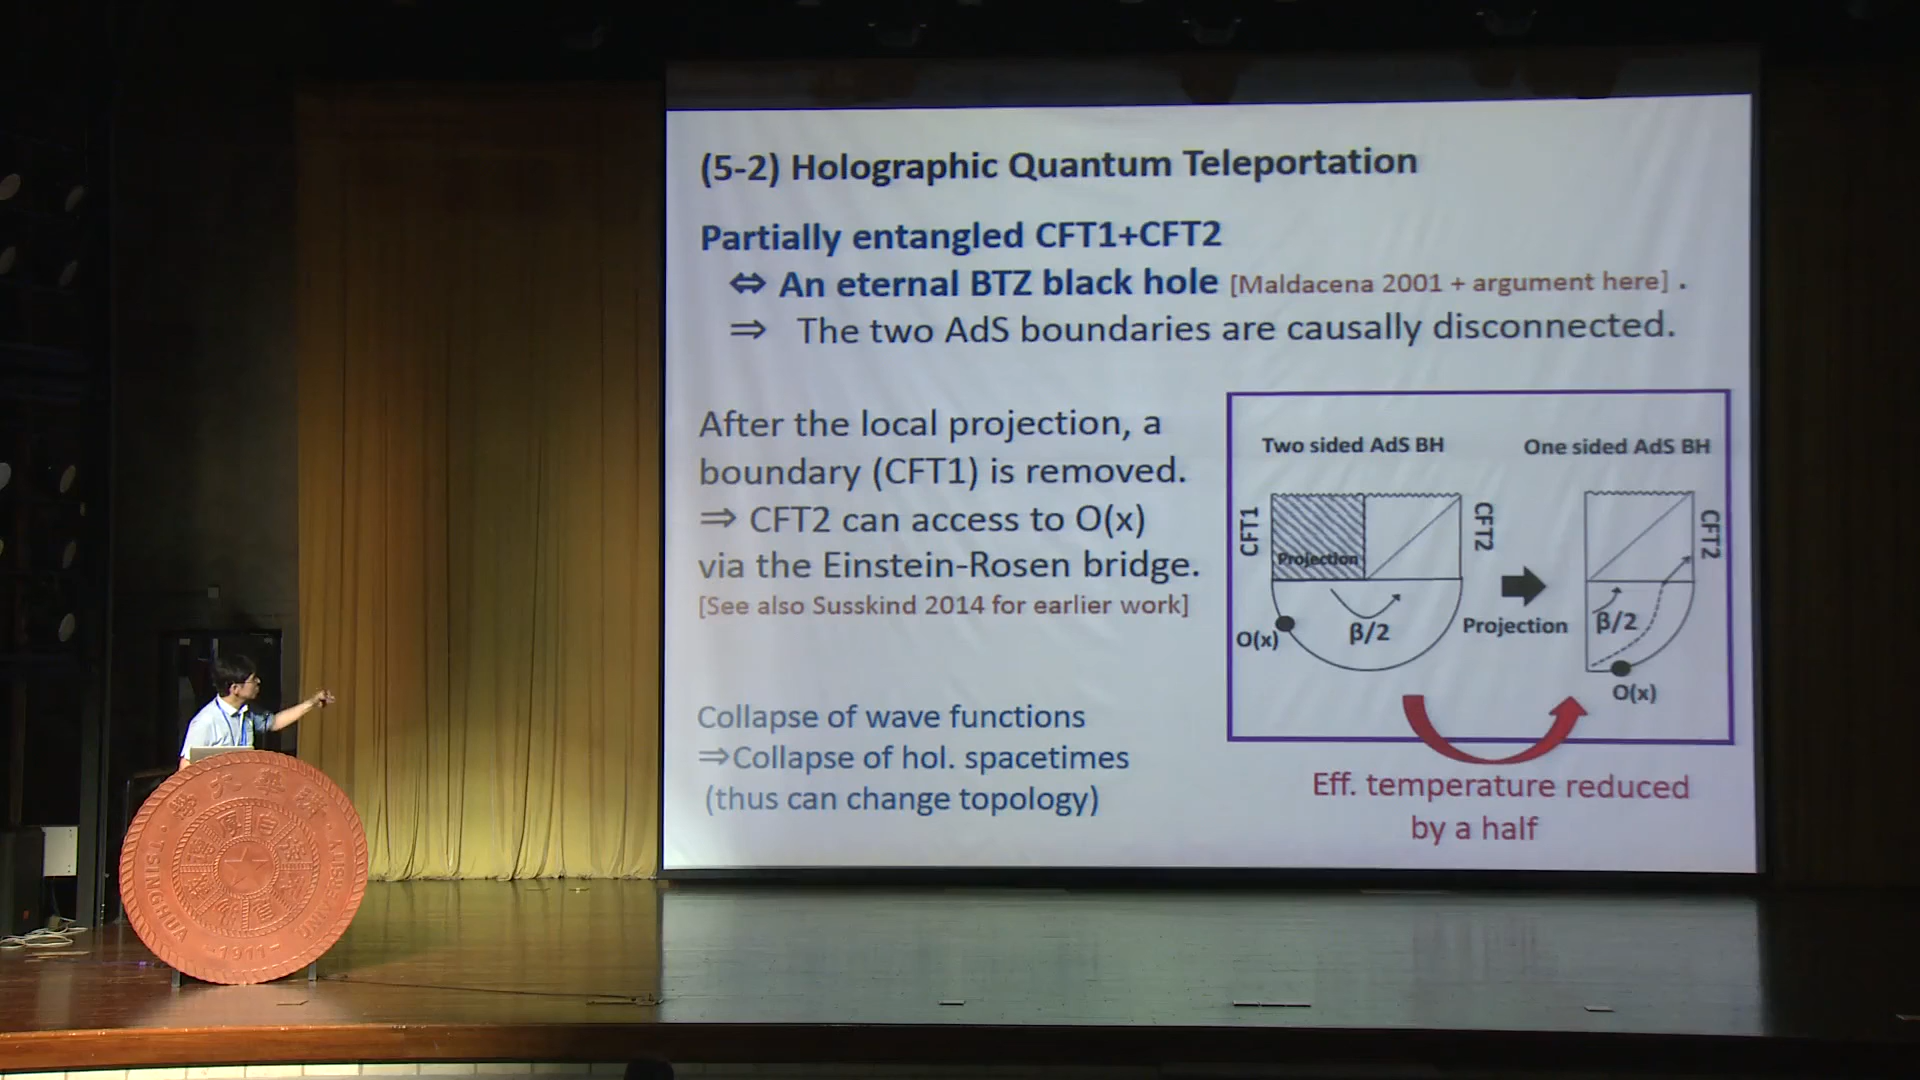 (5-2) Holographic Quantum Teleportation
Partially entangled CFT1+CFT2
⇔ An eternal BTZ black hole [Maldacena 2001 + argument here] .
⇒ The two AdS boundaries are causally disconnected.
After the local projection, a
boundary (CFT1) is removed.
⇒ CFT2 can access to O(x)
via the Einstein-Rosen bridge.
[See also Susskind 2014 for earlier work]
Collapse of wave functions
⇒Collapse of hol. spacetimes
(thus can change topology)
Two sided AdS BH
One sided AdS BH
CFT1
Projection
CFT2
CFT2
O(x)
β/2
Projection
β/2
O(x)
Eff. temperature reduced
by a half
TSINGHUA UNIVERSITY
-1911-